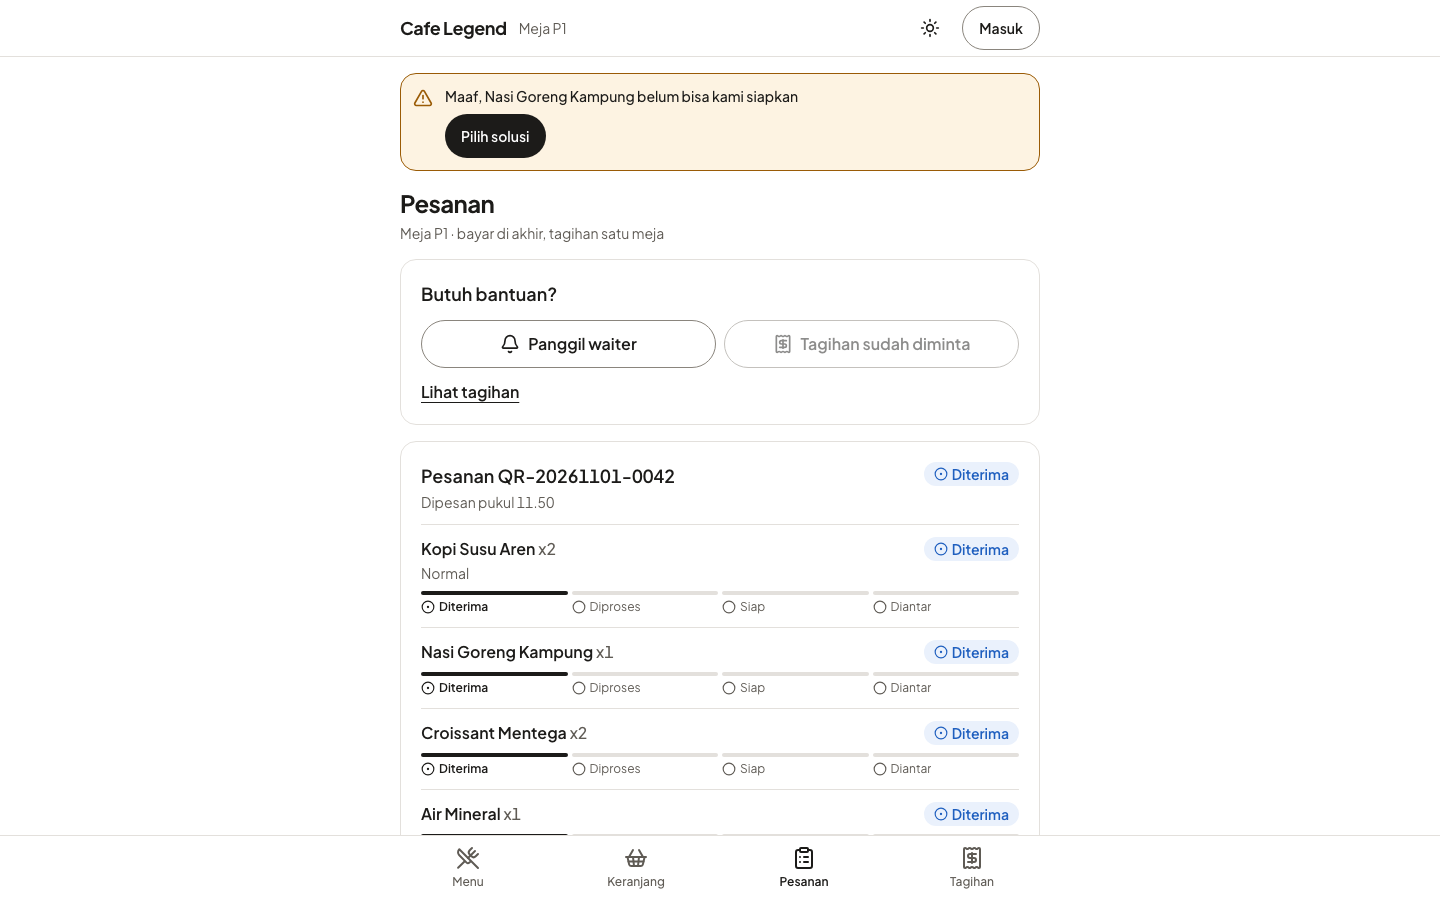 Cafe Legend Meja P1
Masuk
Maaf, Nasi Goreng Kampung belum bisa kami siapkan
Pilih solusi
Pesanan
Meja P1 · bayar di akhir, tagihan satu meja
Butuh bantuan?
Panggil waiter
Tagihan sudah diminta
Lihat tagihan
Pesanan QR-20261101-0042
Diterima
Dipesan pukul 11.50
Kopi Susu Aren x2
Diterima
Normal
Diterima Diproses Siap Diantar
Nasi Goreng Kampung x1
Diterima
Diterima Diproses Siap Diantar
Croissant Mentega x2
Diterima
Diterima Diproses Siap Diantar
Air Mineral x1
Diterima
Menu Keranjang Pesanan Tagihan